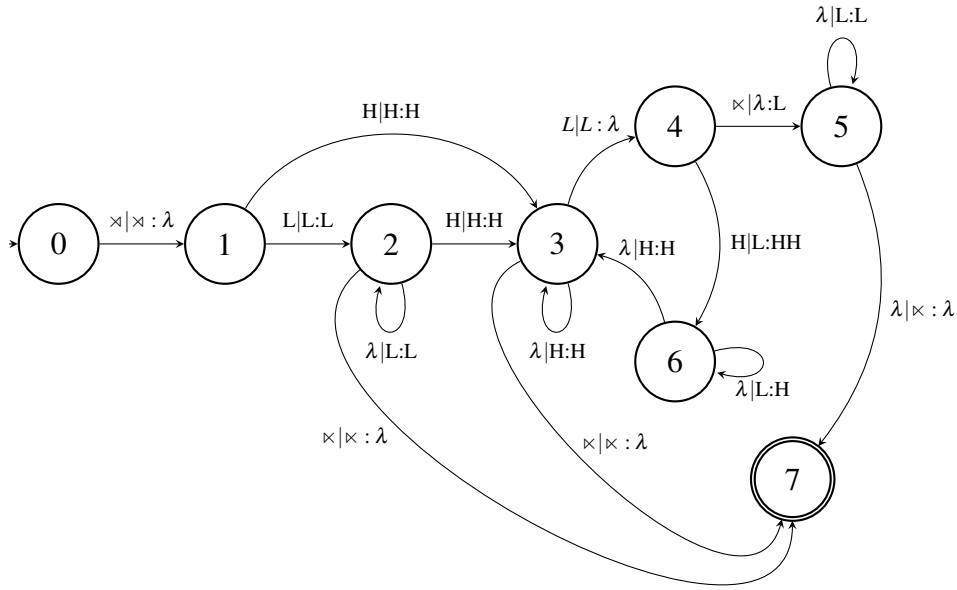 λ|L:L
H|H:H
L|L : λ
4
⋉|λ:L
5
⋊|⋊ : λ
L|L:L
H|H:H
λ|H:H
H|L:HH
0
1
2
3
λ|⋉ : λ
λ|L:L
λ|H:H
6
λ|L:H
⋉|⋉ : λ
⋉|⋉ : λ
7